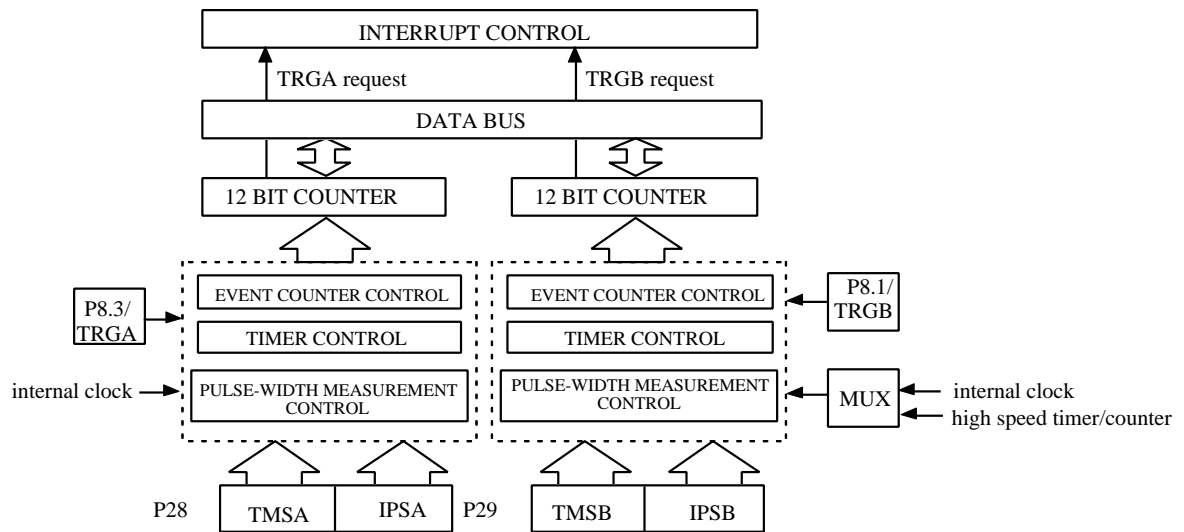 INTERRUPT CONTROL
TRGA request
TRGB request
DATA BUS
12 BIT COUNTER
12 BIT COUNTER
EVENT COUNTER CONTROL
EVENT COUNTER CONTROL
P8.3/
TRGA
P8.1/
TRGB
TIMER CONTROL
TIMER CONTROL
internal clock
PULSE-WIDTH MEASUREMENT
CONTROL
PULSE-WIDTH MEASUREMENT
CONTROL
MUX
internal clock
high speed timer/counter
P28
TMSA
IPSA
P29
TMSB
IPSB